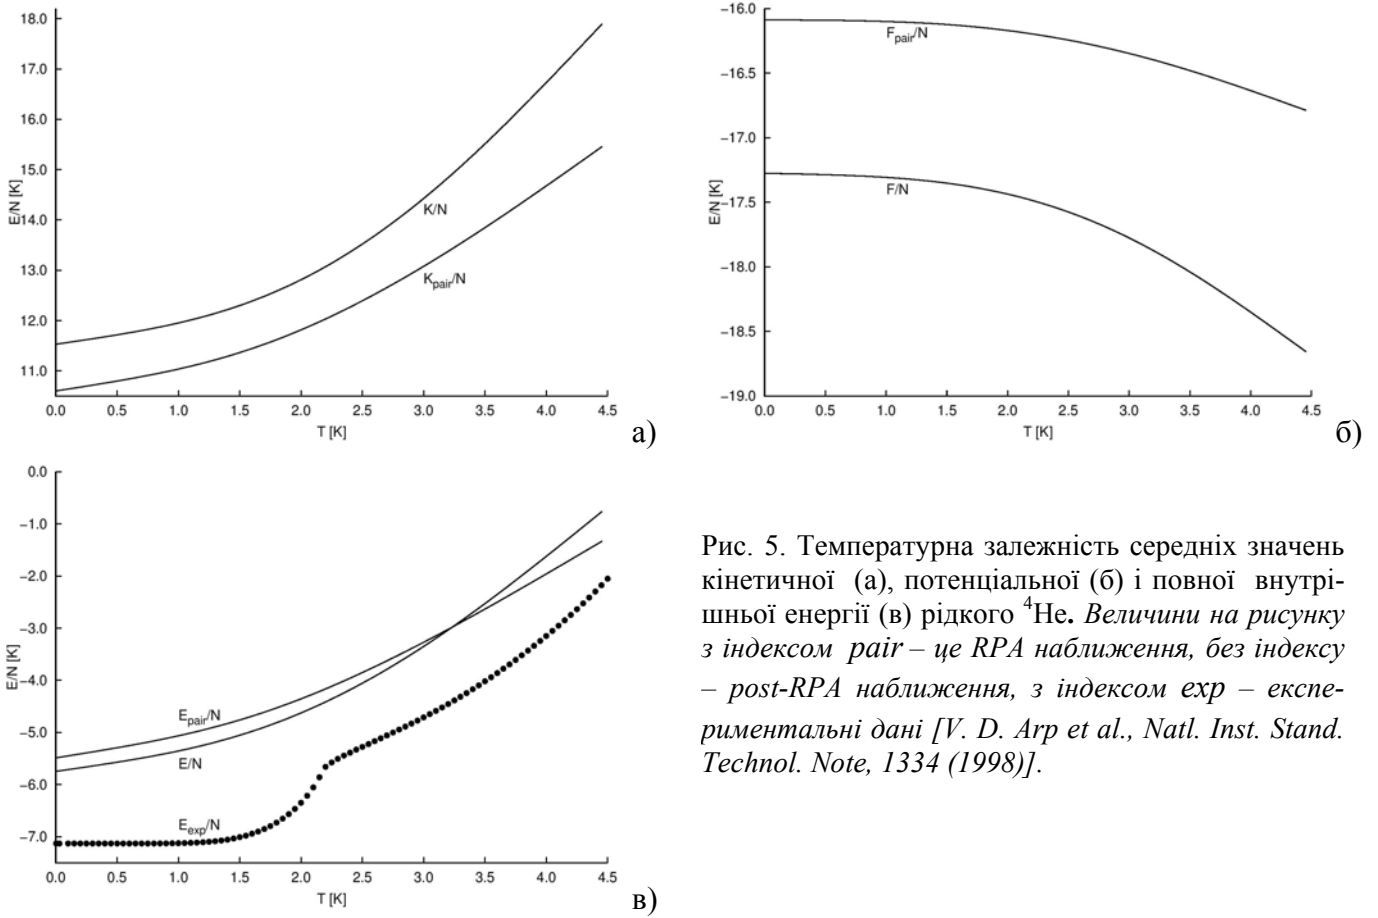 18.0
17.0
16.0
15.0
14.0
13.0
12.0
11.0
E/N [K]
K/N
K_pair/N
0.0 0.5 1.0 1.5 2.0 2.5 3.0 3.5 4.0 4.5
T [K]
а)
−16.0
−16.5
−17.0
−17.5
−18.0
−18.5
−19.0
E/N [K]
F_pair/N
F/N
0.0 0.5 1.0 1.5 2.0 2.5 3.0 3.5 4.0 4.5
T [K]
б)
0.0
−1.0
−2.0
−3.0
−4.0
−5.0
−6.0
−7.0
E/N [K]
E_pair/N
E/N
E_exp/N
0.0 0.5 1.0 1.5 2.0 2.5 3.0 3.5 4.0 4.5
T [K]
в)
Рис. 5. Температурна залежність середніх значень
кінетичної (а), потенціальної (б) і повної внутрі-
шньої енергії (в) рідкого ⁴He. Величини на рисунку
з індексом pair – це RPA наближення, без індексу
– post-RPA наближення, з індексом exp – експе-
риментальні дані [V. D. Arp et al., Natl. Inst. Stand.
Technol. Note, 1334 (1998)].